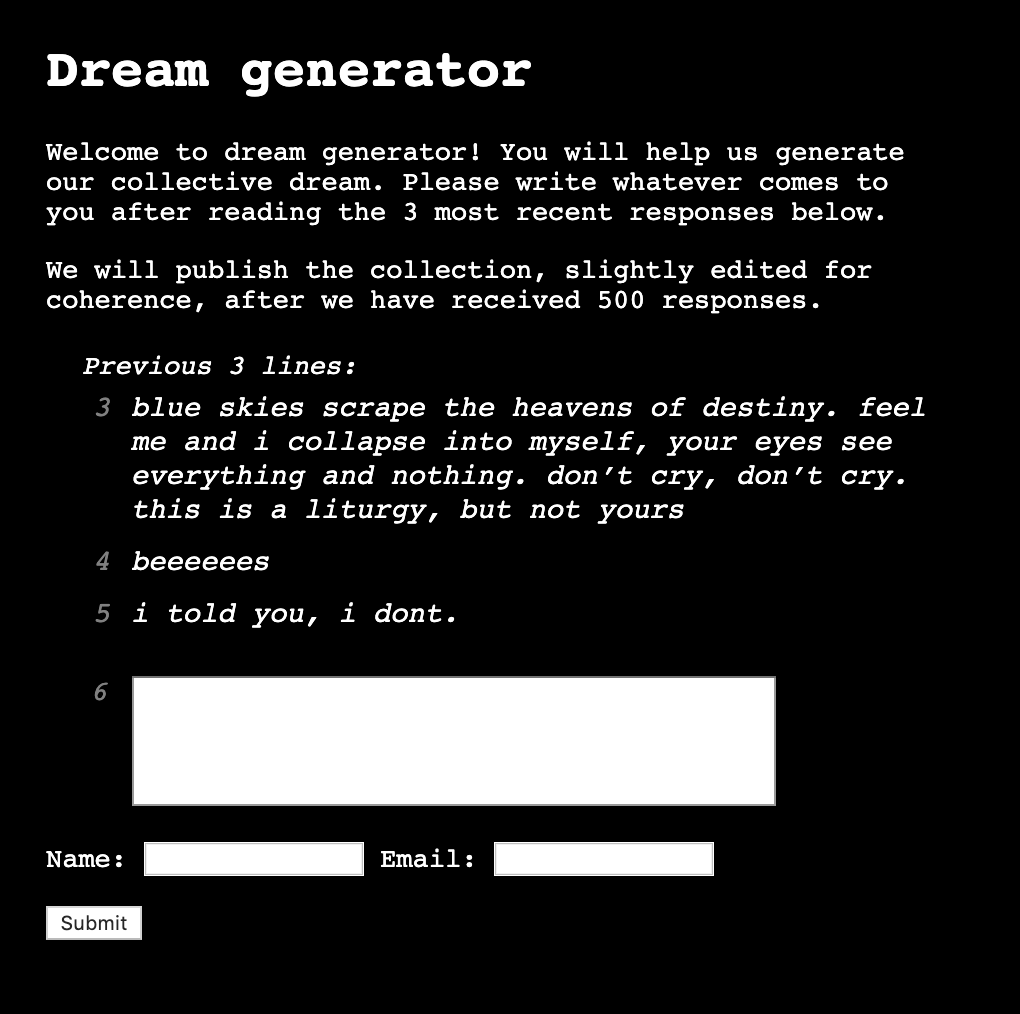 Dream generator
Welcome to dream generator! You will help us generate
our collective dream. Please write whatever comes to
you after reading the 3 most recent responses below.
We will publish the collection, slightly edited for
coherence, after we have received 500 responses.
Previous 3 lines:
3 blue skies scrape the heavens of destiny. feel
me and i collapse into myself, your eyes see
everything and nothing. don’t cry, don’t cry.
this is a liturgy, but not yours
4 beeeeees
5 i told you, i dont.
6
Name: Email:
Submit